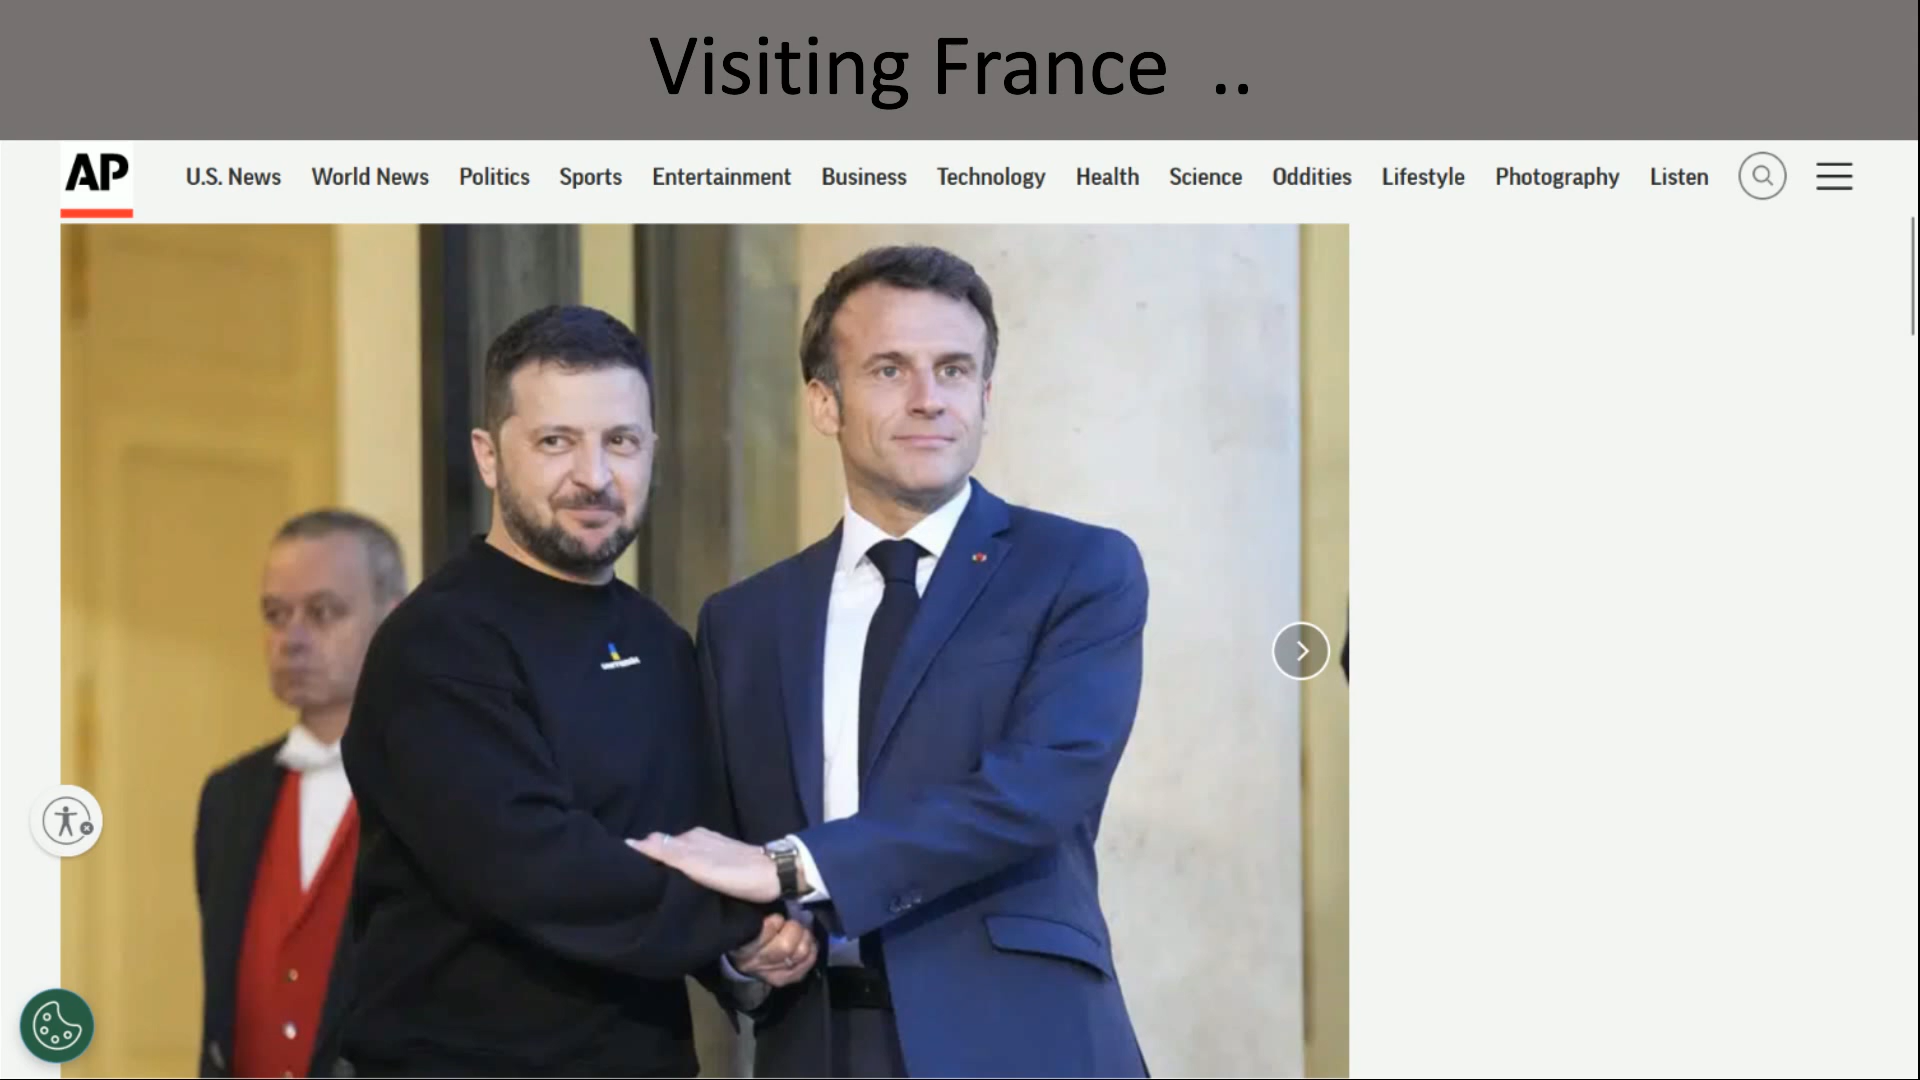 Visiting France ..
AP U.S. News World News Politics Sports Entertainment Business Technology Health Science Oddities Lifestyle Photography Listen